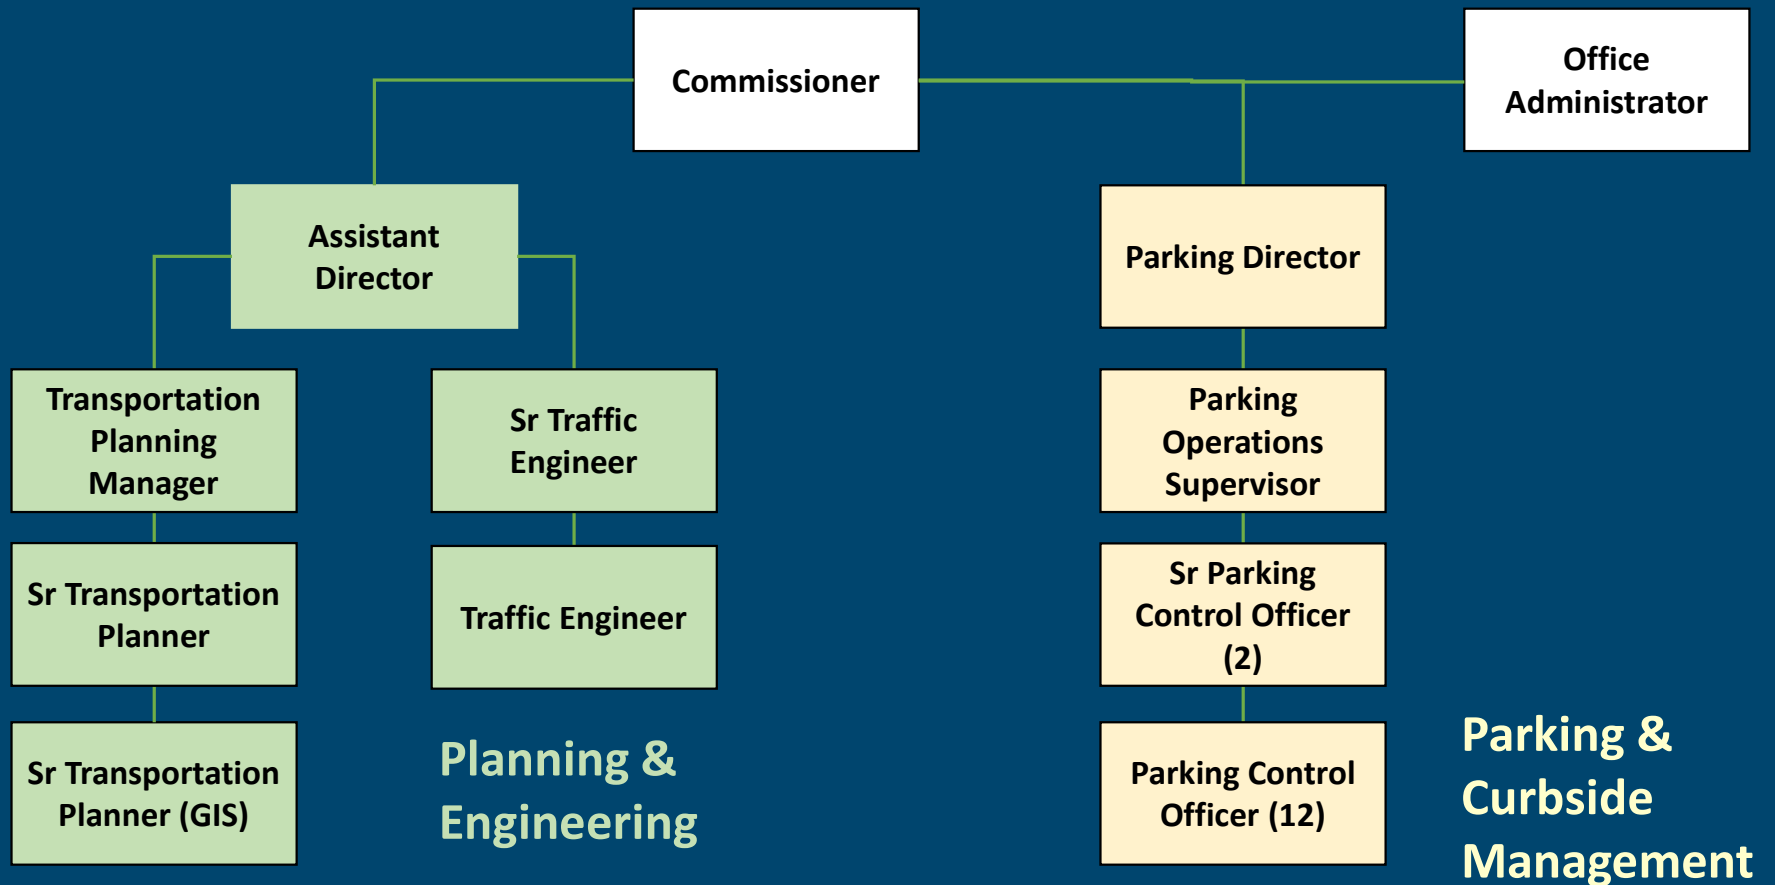 Commissioner
Office
Administrator
Assistant
Director
Parking Director
Transportation
Planning
Manager
Sr Traffic
Engineer
Parking
Operations
Supervisor
Sr Transportation
Planner
Traffic Engineer
Sr Parking
Control Officer
(2)
Sr Transportation
Planner (GIS)
Planning &
Engineering
Parking Control
Officer (12)
Parking &
Curbside
Management